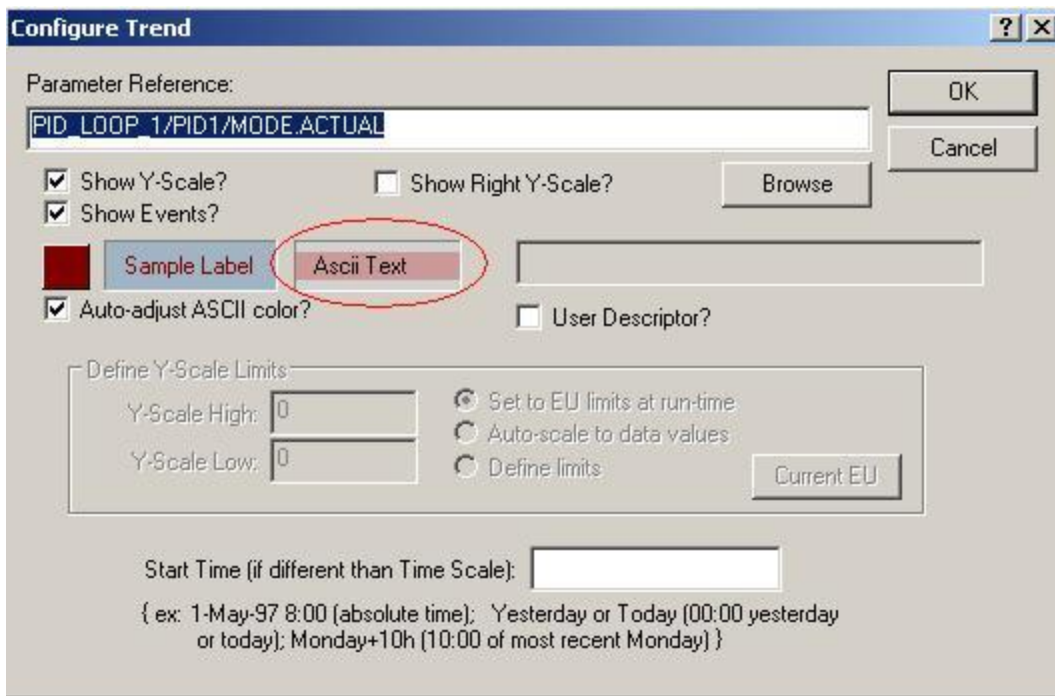 Configure Trend
Parameter Reference:
OK
PID_LOOP_1/PID1/MODE.ACTUAL
Cancel
Show Y-Scale?
Show Right Y-Scale?
Browse
Show Events?
Sample Label
Ascii Text
Auto-adjust ASCII color?
User Descriptor?
Define Y-Scale Limits
Y-Scale High: 0
Set to EU limits at run-time
Auto-scale to data values
Y-Scale Low: 0
Define limits
Current EU
Start Time (if different than Time Scale):
{ ex: 1-May-97 8:00 (absolute time); Yesterday or Today (00:00 yesterday
or today); Monday+10h (10:00 of most recent Monday) }